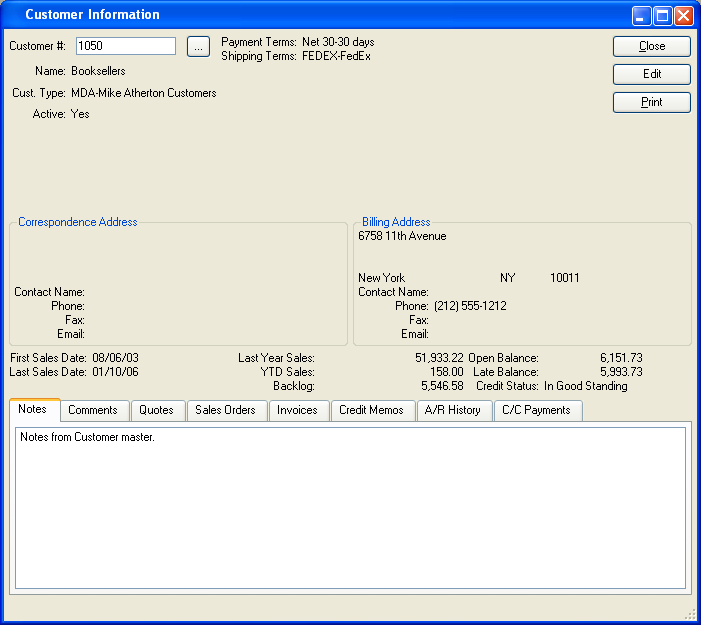 Customer Information
Customer #: 1050 ... Payment Terms: Net 30-30 days Close
Shipping Terms: FEDEX-FedEx
Name: Booksellers Edit
Cust. Type: MDA-Mike Atherton Customers Print
Active: Yes
Correspondence Address
Contact Name:
Phone:
Fax:
Email:
Billing Address
6758 11th Avenue
New York NY 10011
Contact Name:
Phone: (212) 555-1212
Fax:
Email:
First Sales Date: 08/06/03 Last Year Sales: 51,933.22 Open Balance: 6,151.73
Last Sales Date: 01/10/06 YTD Sales: 158.00 Late Balance: 5,993.73
Backlog: 5,546.58 Credit Status: In Good Standing
Notes Comments Quotes Sales Orders Invoices Credit Memos A/R History C/C Payments
Notes from Customer master.